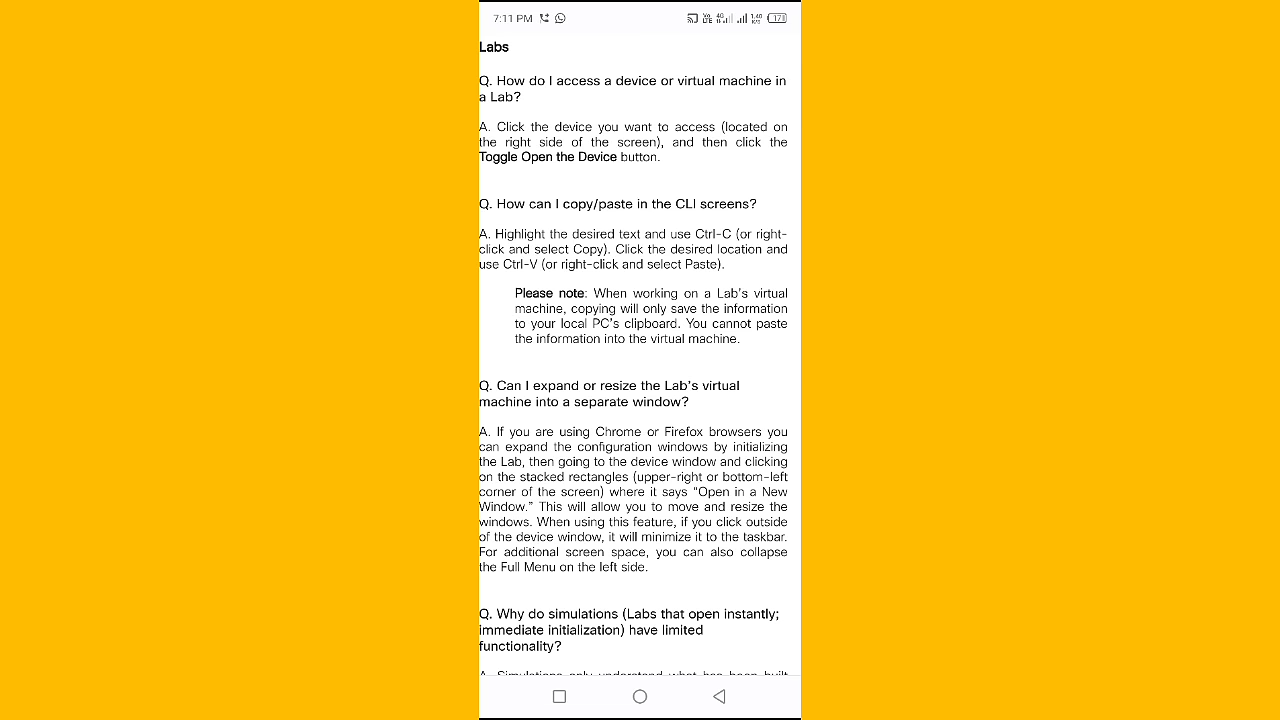 7:11 PM
Labs
Q. How do I access a device or virtual machine in
a Lab?
A. Click the device you want to access (located on
the right side of the screen), and then click the
Toggle Open the Device button.
Q. How can I copy/paste in the CLI screens?
A. Highlight the desired text and use Ctrl-C (or right-
click and select Copy). Click the desired location and
use Ctrl-V (or right-click and select Paste).
Please note: When working on a Lab's virtual
machine, copying will only save the information
to your local PC's clipboard. You cannot paste
the information into the virtual machine.
Q. Can I expand or resize the Lab's virtual
machine into a separate window?
A. If you are using Chrome or Firefox browsers you
can expand the configuration windows by initializing
the Lab, then going to the device window and clicking
on the stacked rectangles (upper-right or bottom-left
corner of the screen) where it says “Open in a New
Window.” This will allow you to move and resize the
windows. When using this feature, if you click outside
of the device window, it will minimize it to the taskbar.
For additional screen space, you can also collapse
the Full Menu on the left side.
Q. Why do simulations (Labs that open instantly;
immediate initialization) have limited
functionality?
A. Simulations only understand what has been built